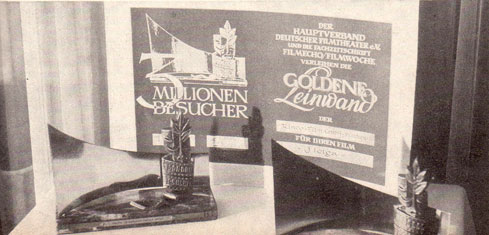 3
MILLIONEN
BESUCHER
DER
HAUPTVERBAND
DEUTSCHER FILMTHEATER e.V.
UND DIE FACHZEITSCHRIFT
FILMECHO/FILMWOCHE
VERLEIHEN DIE
GOLDENE
Leinwand
DER
FÜR IHREN FILM